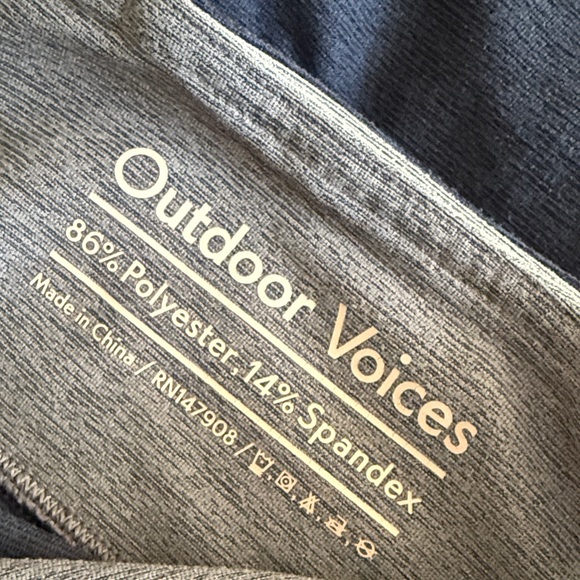 Outdoor Voices
86% Polyester, 14% Spandex
Made in China / RN147908 /